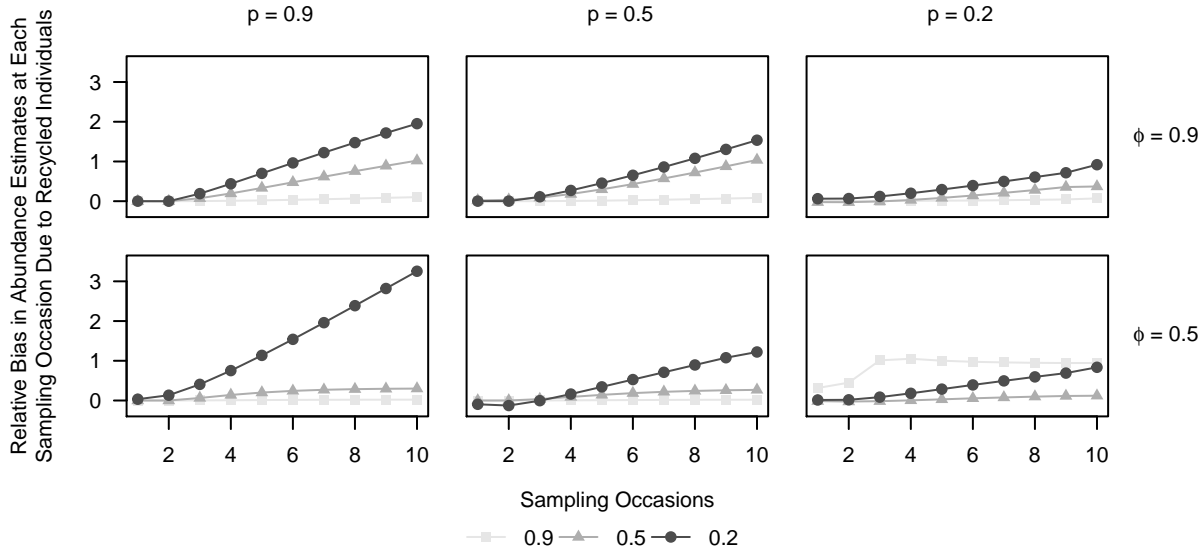 p = 0.9 p = 0.5 p = 0.2
Relative Bias in Abundance Estimates at Each
Sampling Occasion Due to Recycled Individuals
3
2
1
0
ϕ = 0.9
3
2
1
0
ϕ = 0.5
2 4 6 8 10 2 4 6 8 10 2 4 6 8 10
Sampling Occasions
0.9 0.5 0.2